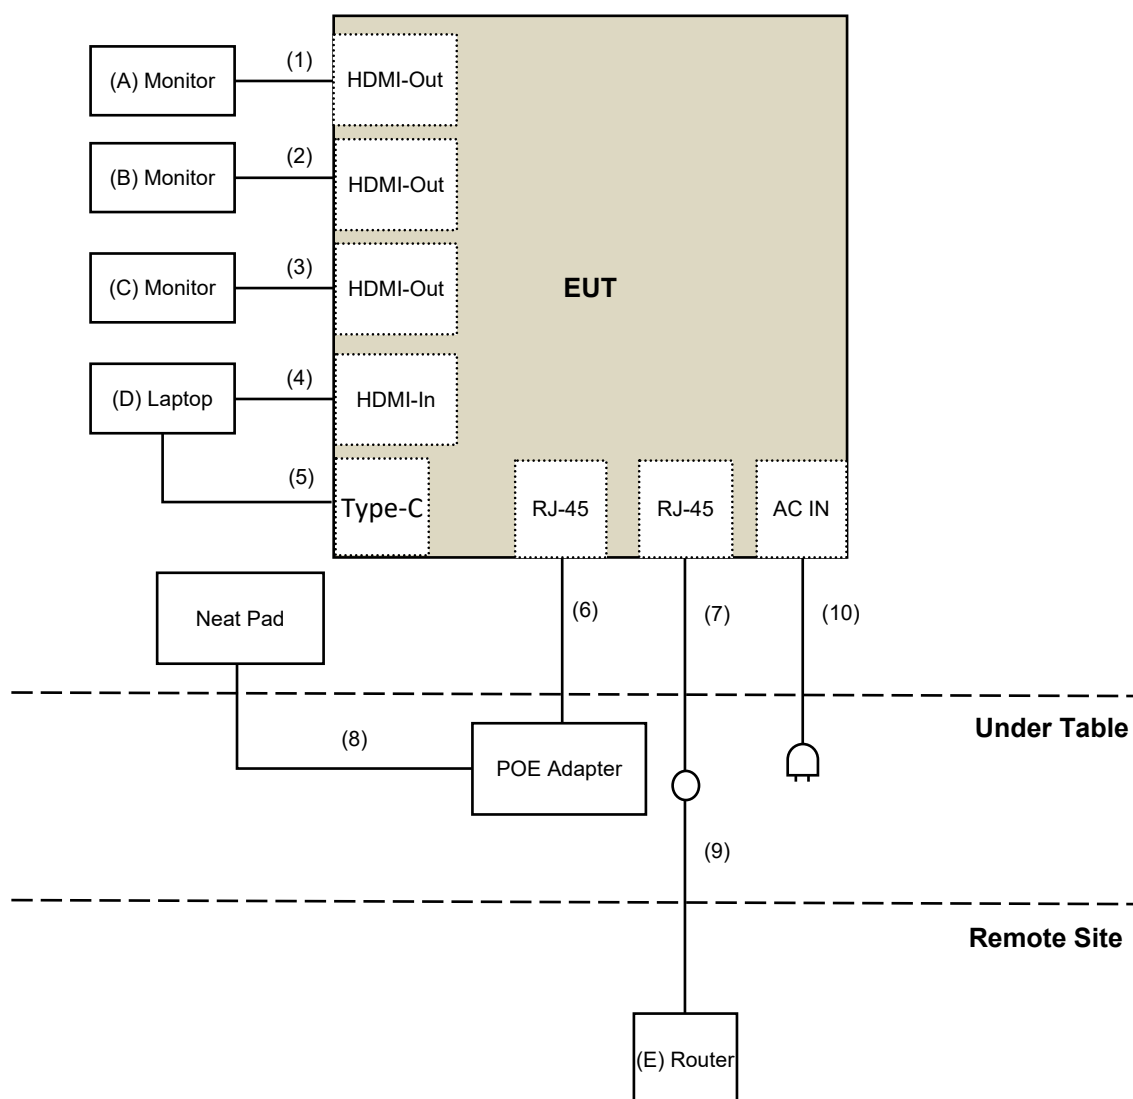 (1)
(A) Monitor
HDMI-Out
(2)
(B) Monitor
HDMI-Out
(3)
(C) Monitor
HDMI-Out
EUT
(4)
(D) Laptop
HDMI-In
(5)
Type-C
RJ-45
RJ-45
AC IN
Neat Pad
(6)
(7)
(10)
Under Table
(8)
POE Adapter
(9)
Remote Site
(E) Router